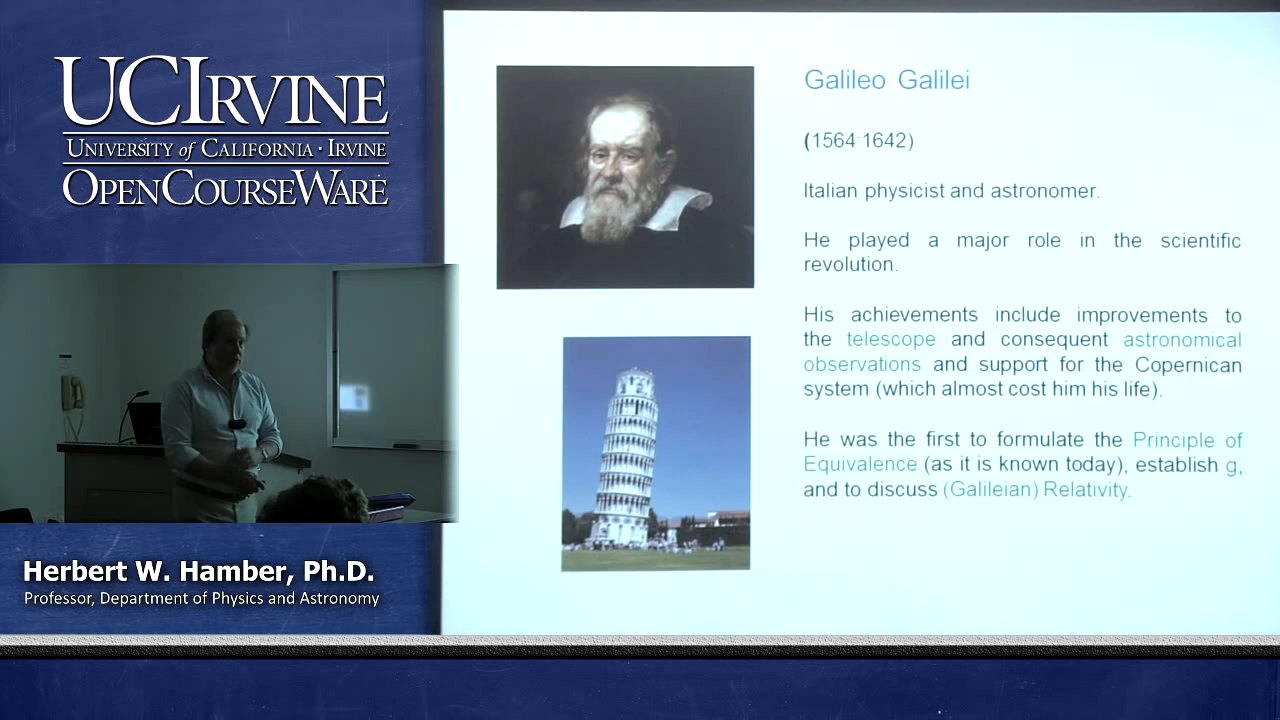 UCIRVINE
UNIVERSITY of CALIFORNIA · IRVINE
OPENCOURSEWARE
Herbert W. Hamber, Ph.D.
Professor, Department of Physics and Astronomy
Galileo Galilei
(1564-1642)
Italian physicist and astronomer.
He played a major role in the scientific
revolution.
His achievements include improvements to
the telescope and consequent astronomical
observations and support for the Copernican
system (which almost cost him his life).
He was the first to formulate the Principle of
Equivalence (as it is known today), establish g,
and to discuss (Galileian) Relativity.